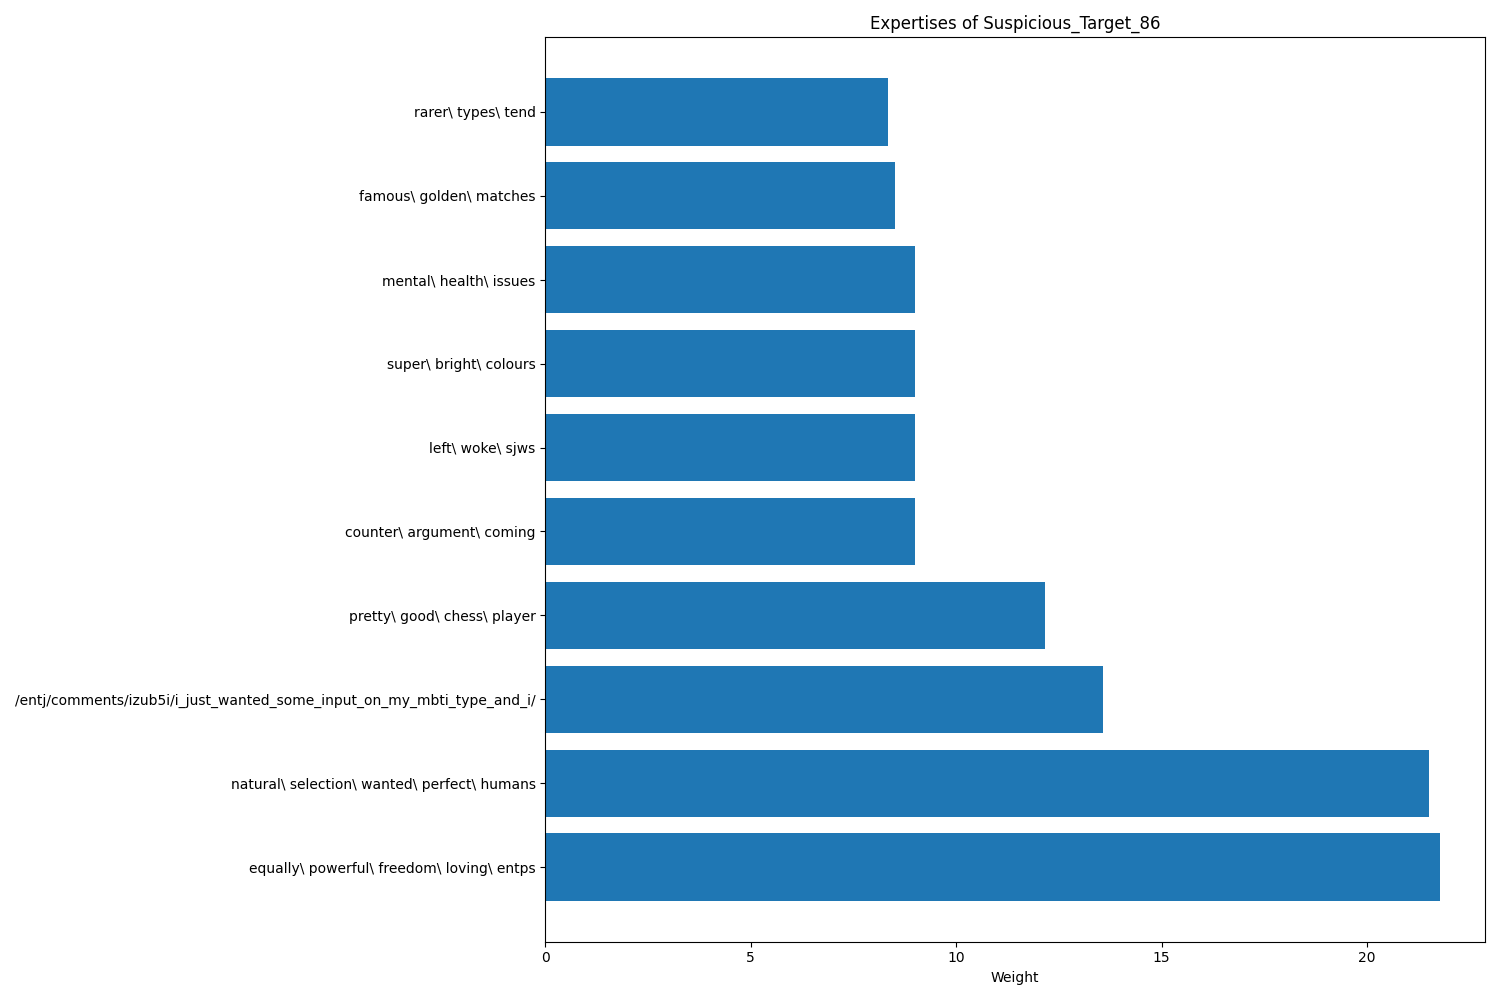 Expertises of Suspicious_Target_86
rarer\ types\ tend
famous\ golden\ matches
mental\ health\ issues
super\ bright\ colours
left\ woke\ sjws
counter\ argument\ coming
pretty\ good\ chess\ player
/entj/comments/izub5i/i_just_wanted_some_input_on_my_mbti_type_and_i/
natural\ selection\ wanted\ perfect\ humans
equally\ powerful\ freedom\ loving\ entps
0 5 10 15 20
Weight